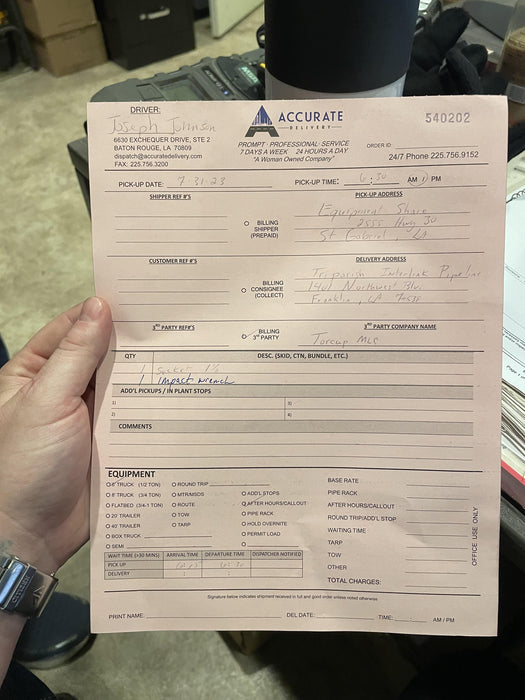 DRIVER:
Joseph Johnson
6630 EXCHEQUER DRIVE, STE 2
BATON ROUGE, LA 70809
dispatch@accuratedelivery.com
FAX: 225.756.3200
ACCURATE
DELIVERY
PROMPT · PROFESSIONAL · SERVICE
7 DAYS A WEEK 24 HOURS A DAY
"A Woman Owned Company"
540202
ORDER ID
24/7 Phone 225.756.9152
PICK-UP DATE: 7-31-23 PICK-UP TIME: 6:30 AM / PM
SHIPPER REF #'S
BILLING SHIPPER (PREPAID)
PICK-UP ADDRESS
Equipment Share
2555 Hwy 30
St Gabriel, LA
CUSTOMER REF #'S
BILLING CONSIGNEE (COLLECT)
DELIVERY ADDRESS
Triparish Interlink Pipeline
1401 Northwest Blv.
Franklin, LA 70538
3RD PARTY REF#'S
BILLING 3RD PARTY
3RD PARTY COMPANY NAME
Torcup MLC
QTY DESC. (SKID, CTN, BUNDLE, ETC.)
1 Socket 1 1/2
1 Impact wrench
ADD'L PICKUPS / IN PLANT STOPS
1) 3)
2) 4)
COMMENTS
EQUIPMENT
6' TRUCK (1/2 TON) ROUND TRIP
8' TRUCK (3/4 TON) MTR/MSDS ADD'L STOPS
FLATBED (3/4-1 TON) ROUTE AFTER HOURS/CALLOUT
20' TRAILER TOW PIPE RACK
40' TRAILER TARP HOLD OVERNITE
BOX TRUCK PERMIT LOAD
SEMI
BASE RATE
PIPE RACK
AFTER HOURS/CALLOUT
ROUND TRIP/ADD'L STOP
WAITING TIME
TARP
TOW
OTHER
TOTAL CHARGES:
OFFICE USE ONLY
WAIT TIME (>30 MINS) ARRIVAL TIME DEPARTURE TIME DISPATCHER NOTIFIED
PICK UP
DELIVERY
Signature below indicates shipment received in full and good order unless noted otherwise.
PRINT NAME: DEL DATE: TIME: AM / PM